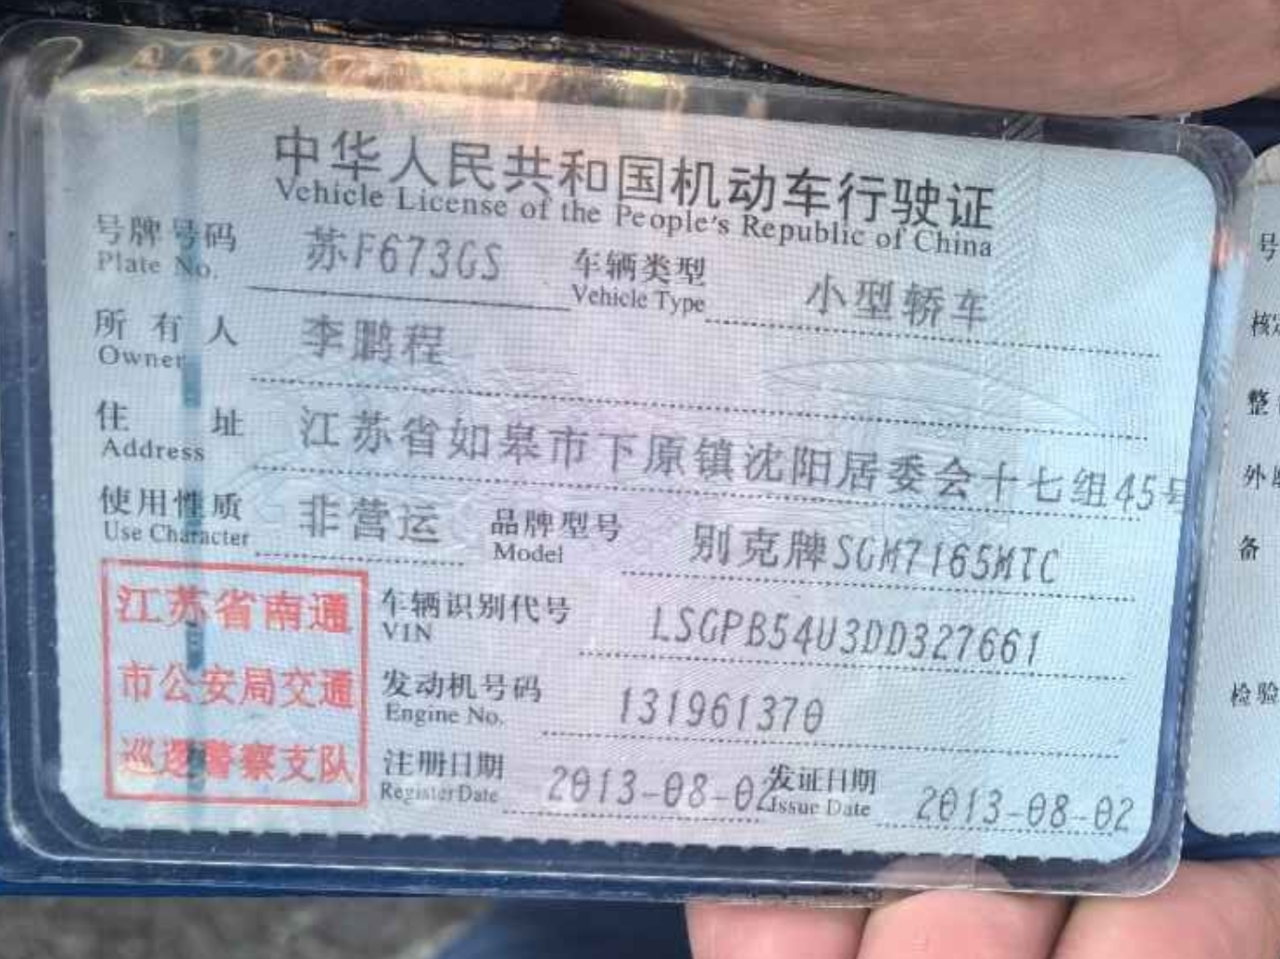 中华人民共和国机动车行驶证
Vehicle License of the People's Republic of China
号牌号码 苏F673GS 车辆类型 小型轿车
Plate No. Vehicle Type
所有人 李鹏程
Owner
住址 江苏省如皋市下原镇沈阳居委会十七组45号
Address
使用性质 非营运 品牌型号 别克牌SGM7165MTC
Use Character Model
江苏省南通
市公安局交通
巡逻警察支队
车辆识别代号 LSGPB54U3DD327661
VIN
发动机号码 131961370
Engine No.
注册日期 2013-08-02 发证日期 2013-08-02
Register Date Issue Date
号
核定
整
外
备
检验